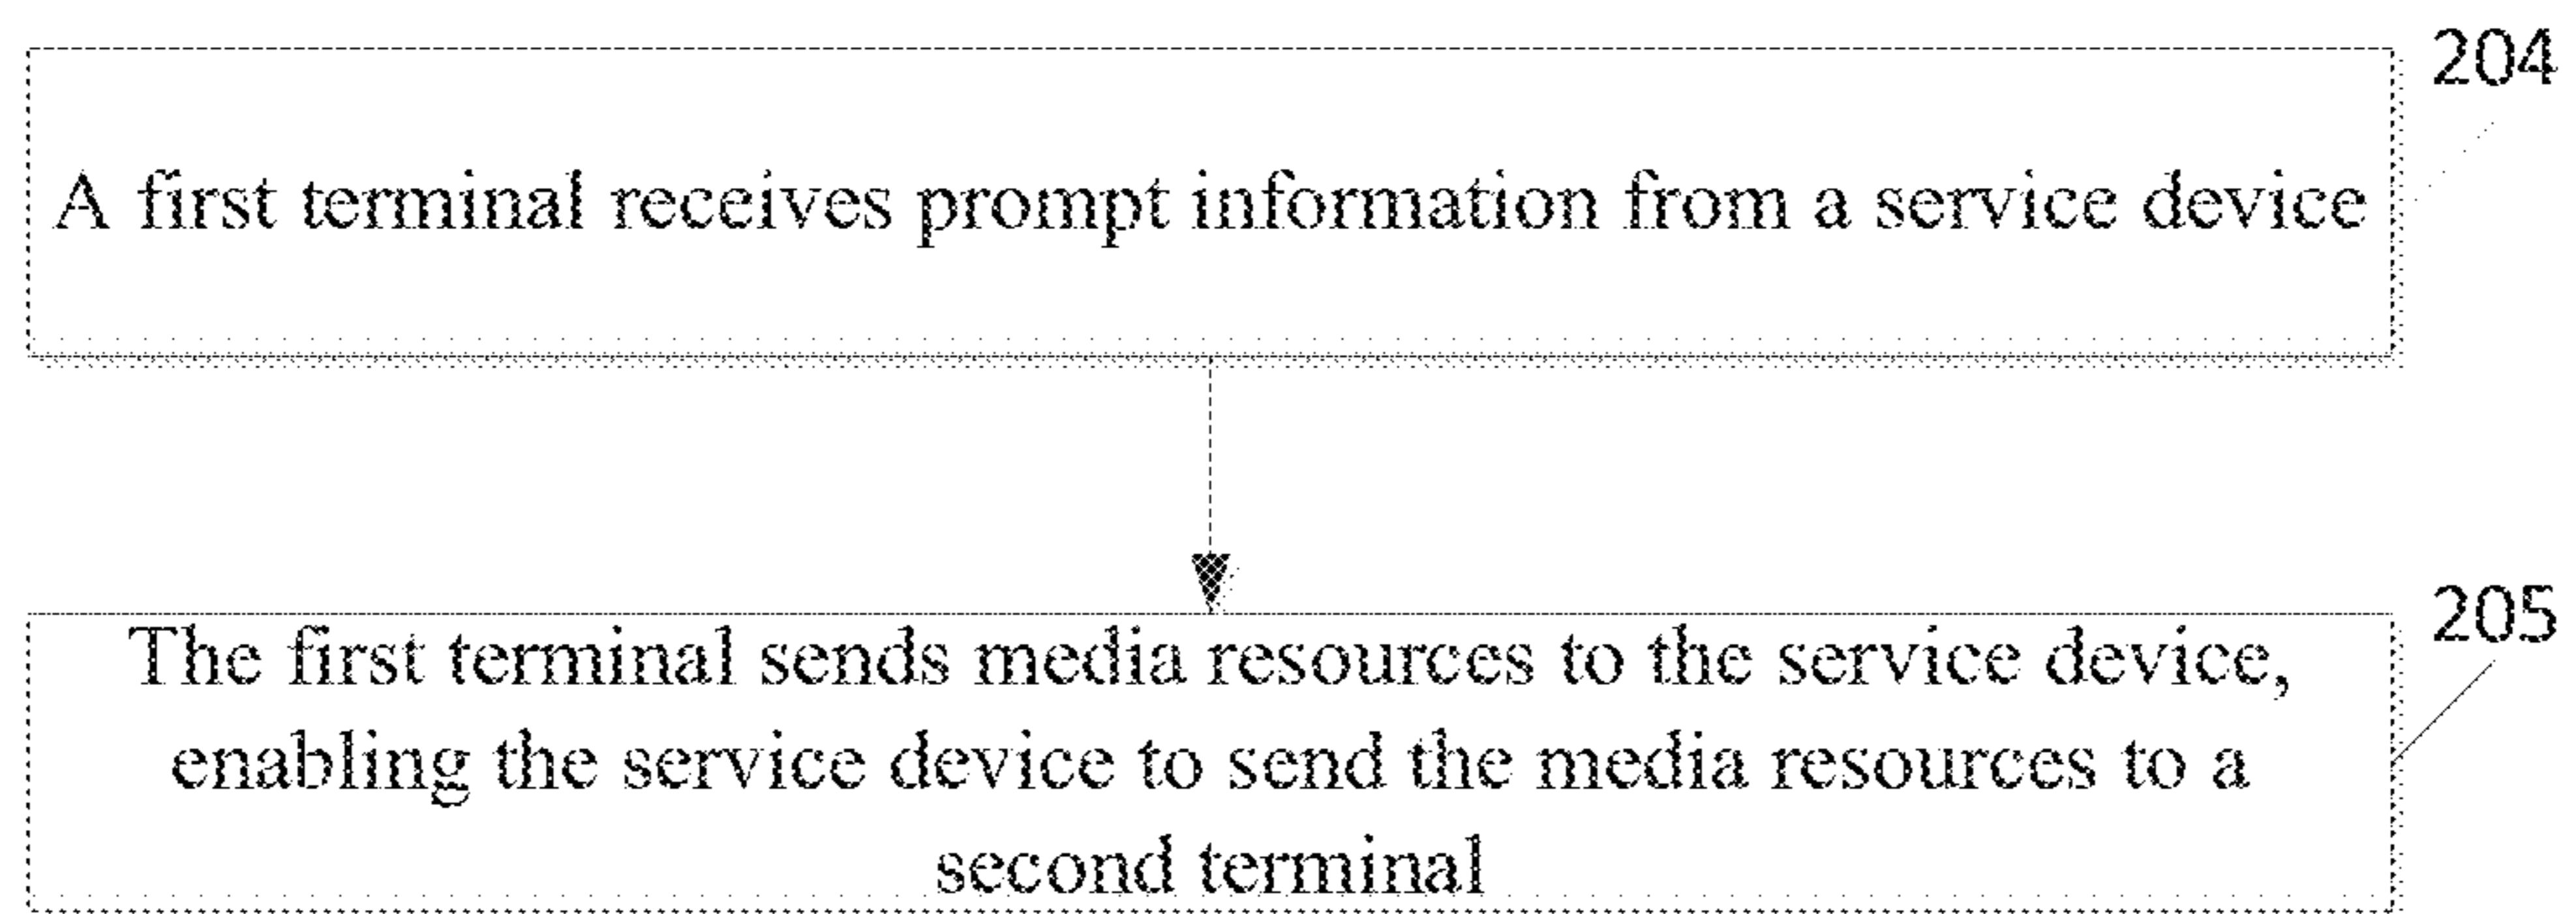 204
A first terminal receives prompt information from a service device
205
The first terminal sends media resources to the service device,
enabling the service device to send the media resources to a
second terminal